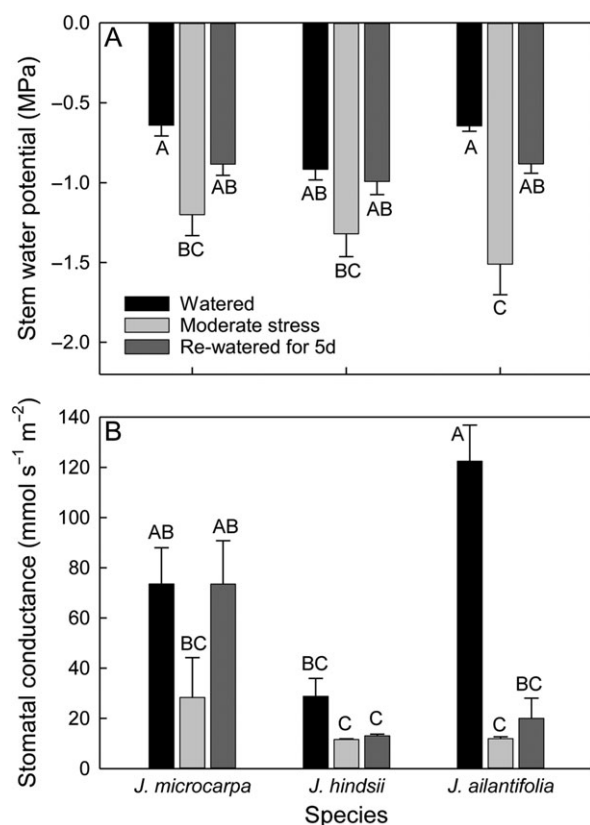 A
Stem water potential (MPa)
0.0
−0.5
−1.0
−1.5
−2.0
A
BC
AB
AB
BC
AB
A
C
AB
Watered
Moderate stress
Re-watered for 5d
B
Stomatal conductance (mmol s⁻¹ m⁻²)
140
120
100
80
60
40
20
0
AB
BC
AB
BC
C
C
A
C
BC
J. microcarpa
J. hindsii
J. ailantifolia
Species